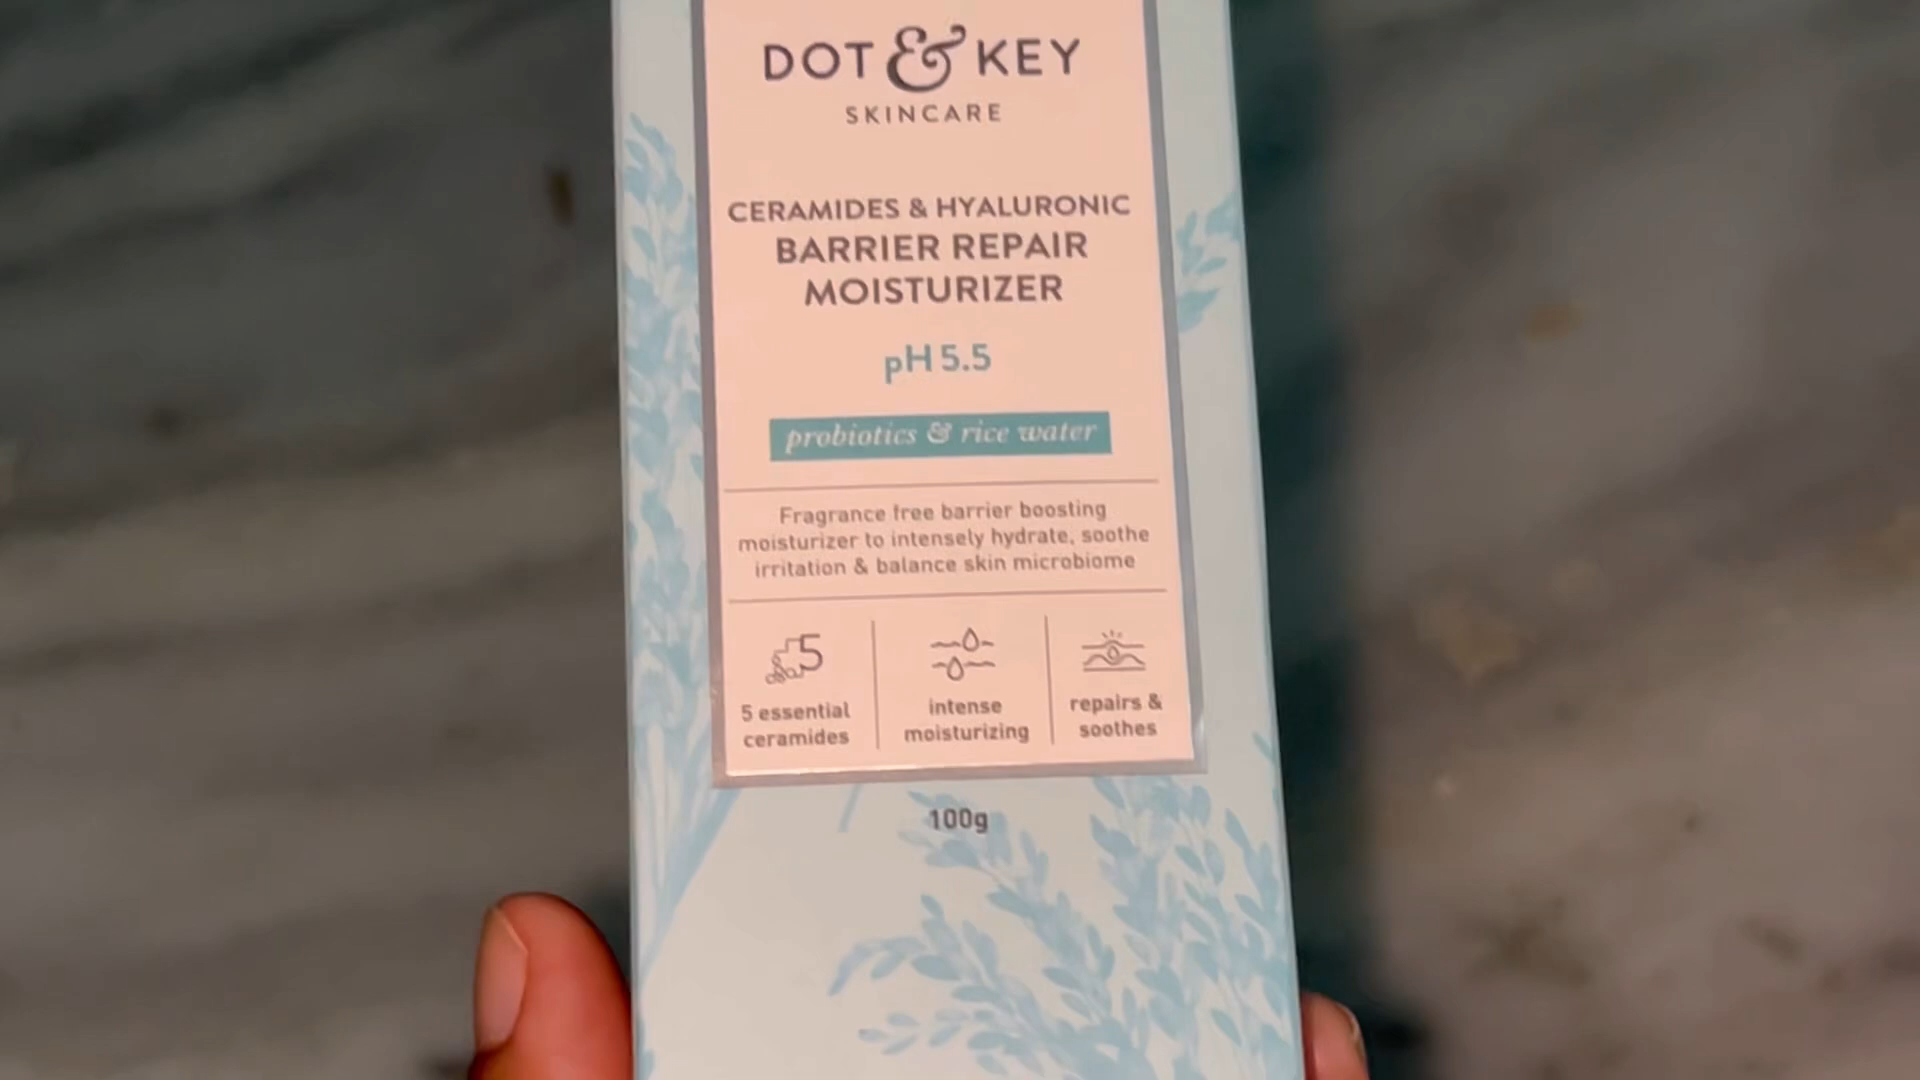 DOT & KEY
SKINCARE
CERAMIDES & HYALURONIC
BARRIER REPAIR
MOISTURIZER
pH 5.5
probiotics & rice water
Fragrance free barrier boosting
moisturizer to intensely hydrate, soothe
irritation & balance skin microbiome
5
5 essential
ceramides
intense
moisturizing
repairs &
soothes
100g